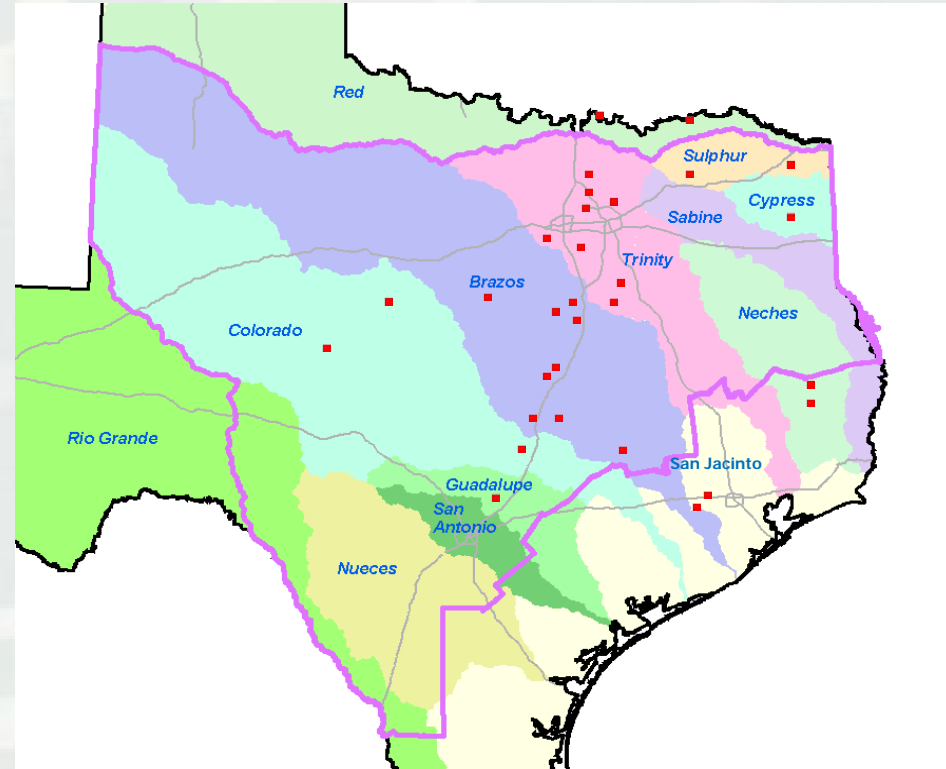 Red
Sulphur
Cypress
Sabine
Trinity
Brazos
Neches
Colorado
Rio Grande
San Jacinto
Guadalupe
San
Antonio
Nueces